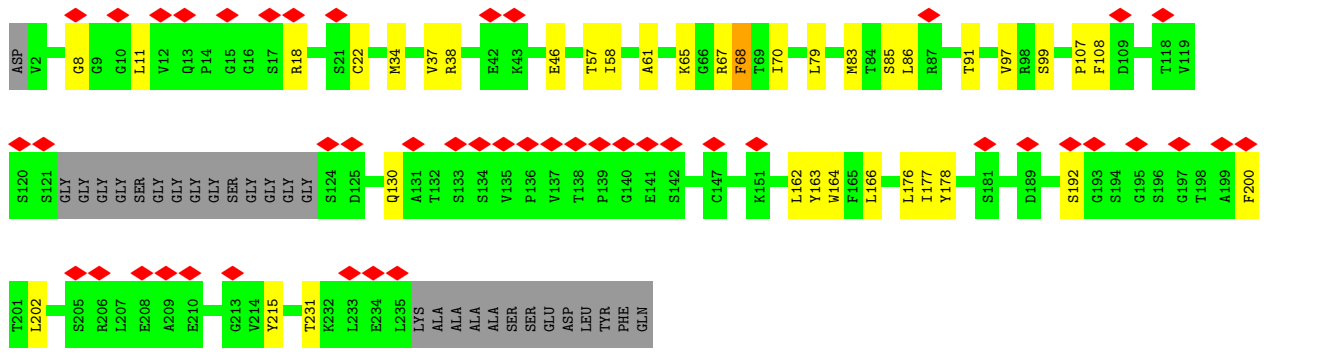 ASP V2 G8 G9 G10 L11 V12 Q13 P14 G15 G16 S17 R18 S21 C22 M34 V37 R38 E42 K43 E46 T57 I58 A61 K65 G66 R67 F68 T69 I70 L79 M83 T84 S85 L86 R87 T91 V97 R98 S99 P107 F108 D109 T118 V119
S120 S121 GLY GLY GLY GLY SER GLY GLY GLY GLY SER GLY GLY GLY GLY S124 D125 Q130 A131 T132 S133 S134 V135 P136 V137 T138 P139 G140 E141 S142 C147 K151 L162 Y163 W164 F165 L166 L176 I177 Y178 S181 D189 S192 G193 S194 G195 S196 G197 T198 A199 F200
T201 L202 S205 R206 L207 E208 A209 E210 G213 V214 Y215 T231 K232 L233 E234 L235 LYS ALA ALA ALA ALA SER SER GLU ASP LEU TYR PHE GLN